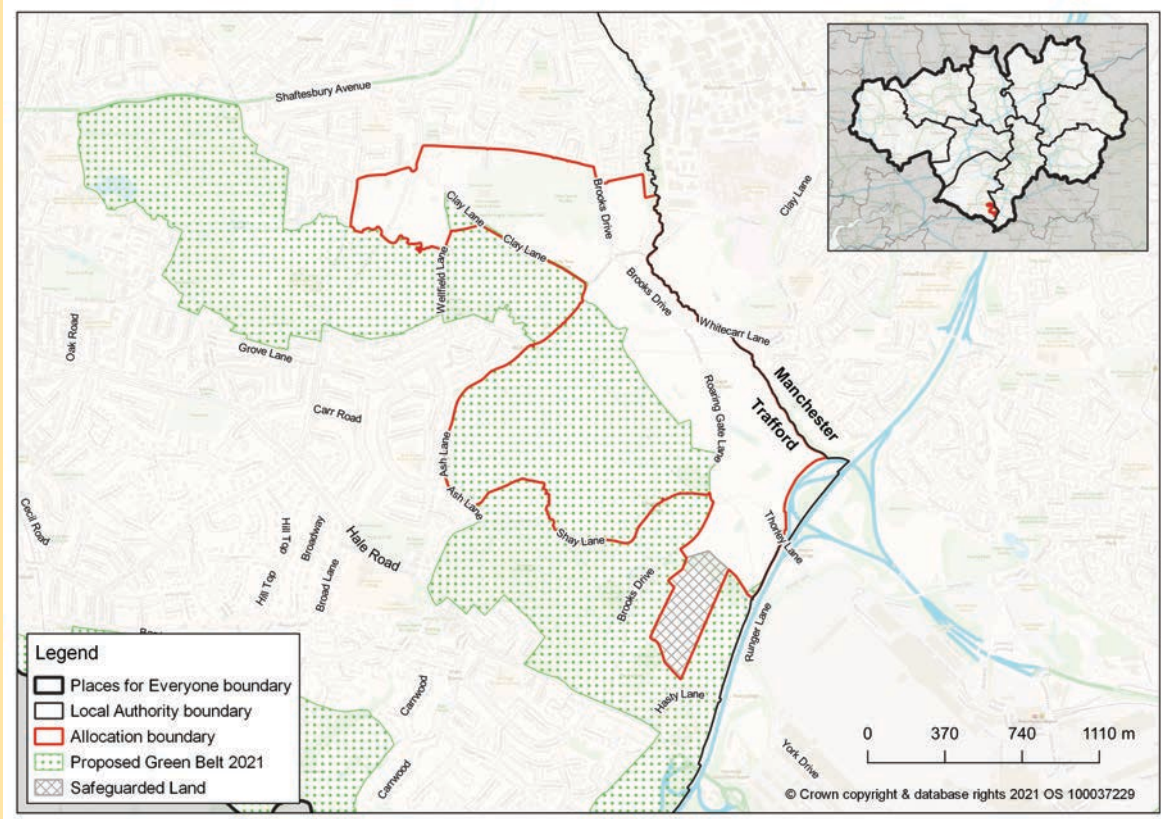 Shaftesbury Avenue
Clay Lane
Brooks Drive
Clay Lane
Clay Lane
Wellfield Lane
Brooks Drive
Whitecarr Lane
Oak Road
Grove Lane
Manchester
Trafford
Roaring Gate Lane
Carr Road
Ash Lane
Ash Lane
Cecil Road
Hill Top
Broadway
Hale Road
Shay Lane
Thorley Lane
Hill Top
Broad Lane
Brooks Drive
Runger Lane
Hasty Lane
Carrwood
Carrwood
York Drive
Legend
Places for Everyone boundary
Local Authority boundary
Allocation boundary
Proposed Green Belt 2021
Safeguarded Land
0 370 740 1110 m
© Crown copyright & database rights 2021 OS 100037229